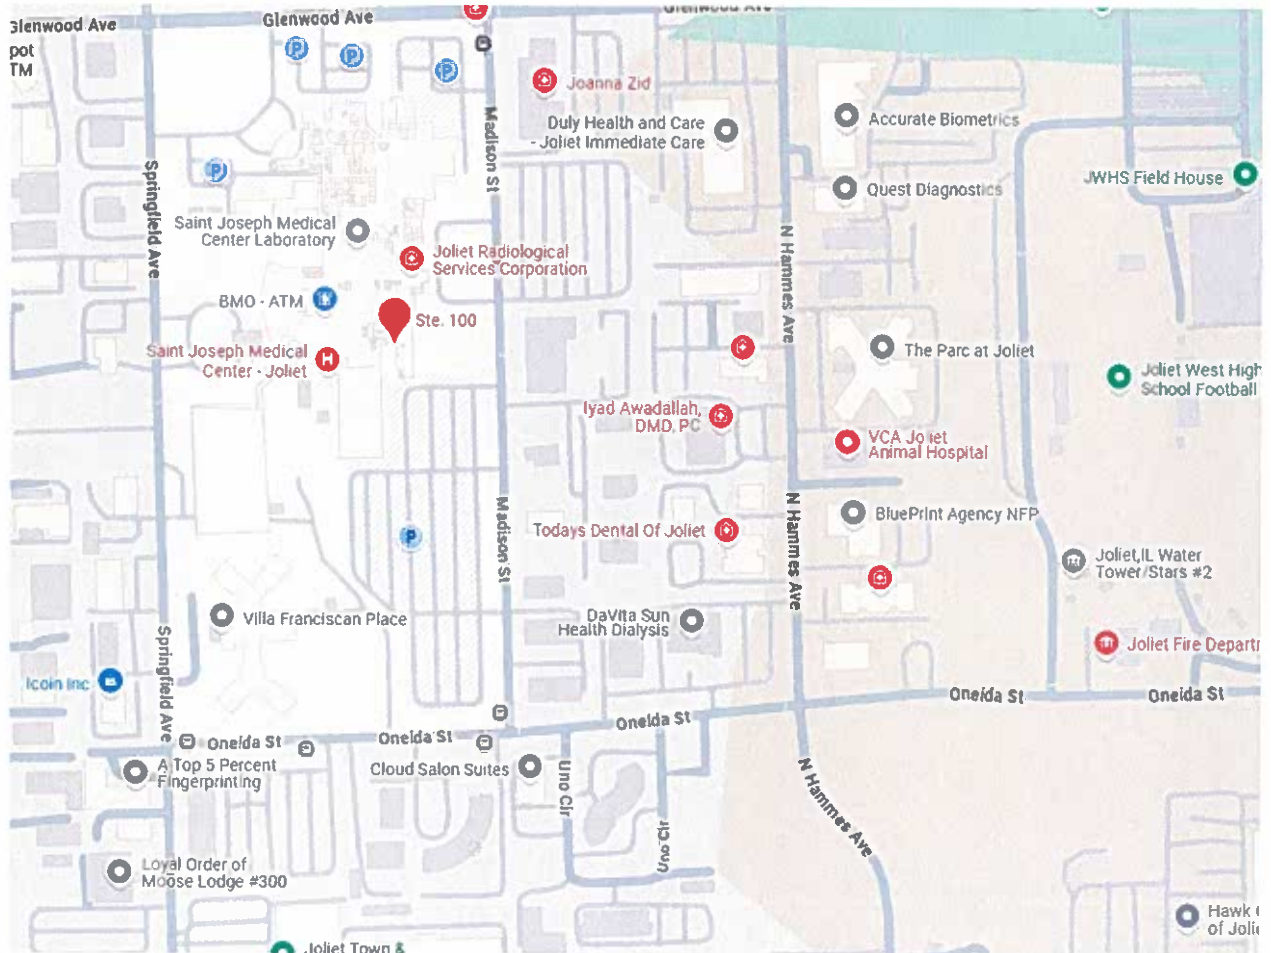 Glenwood Ave
Glenwood Ave
Glenwood Ave
pot
TM
P
P
P
Joanna Zid
Duly Health and Care
- Joliet Immediate Care
Accurate Biometrics
Madison St
Springfield Ave
P
JWHS Field House
Quest Diagnostics
Saint Joseph Medical
Center Laboratory
Joliet Radiological
Services Corporation
N Hammes Ave
BMO - ATM
Ste. 100
Saint Joseph Medical
Center - Joliet
H
The Parc at Joliet
Joliet West High
School Football
Iyad Awadallah,
DMD, PC
VCA Joliet
Animal Hospital
Madison St
N Hammes Ave
BluePrint Agency NFP
Todays Dental Of Joliet
P
Joliet,IL Water
Tower/Stars #2
Villa Franciscan Place
DaVita Sun
Health Dialysis
Joliet Fire Departr
Springfield Ave
Icoin Inc
Oneida St
Oneida St
Oneida St
Oneida St
Oneida St
A Top 5 Percent
Fingerprinting
Cloud Salon Suites
Uno Cir
N Hammes Ave
Uno Cir
Loyal Order of
Moose Lodge #300
Hawk
of Jolie
Joliet Town &